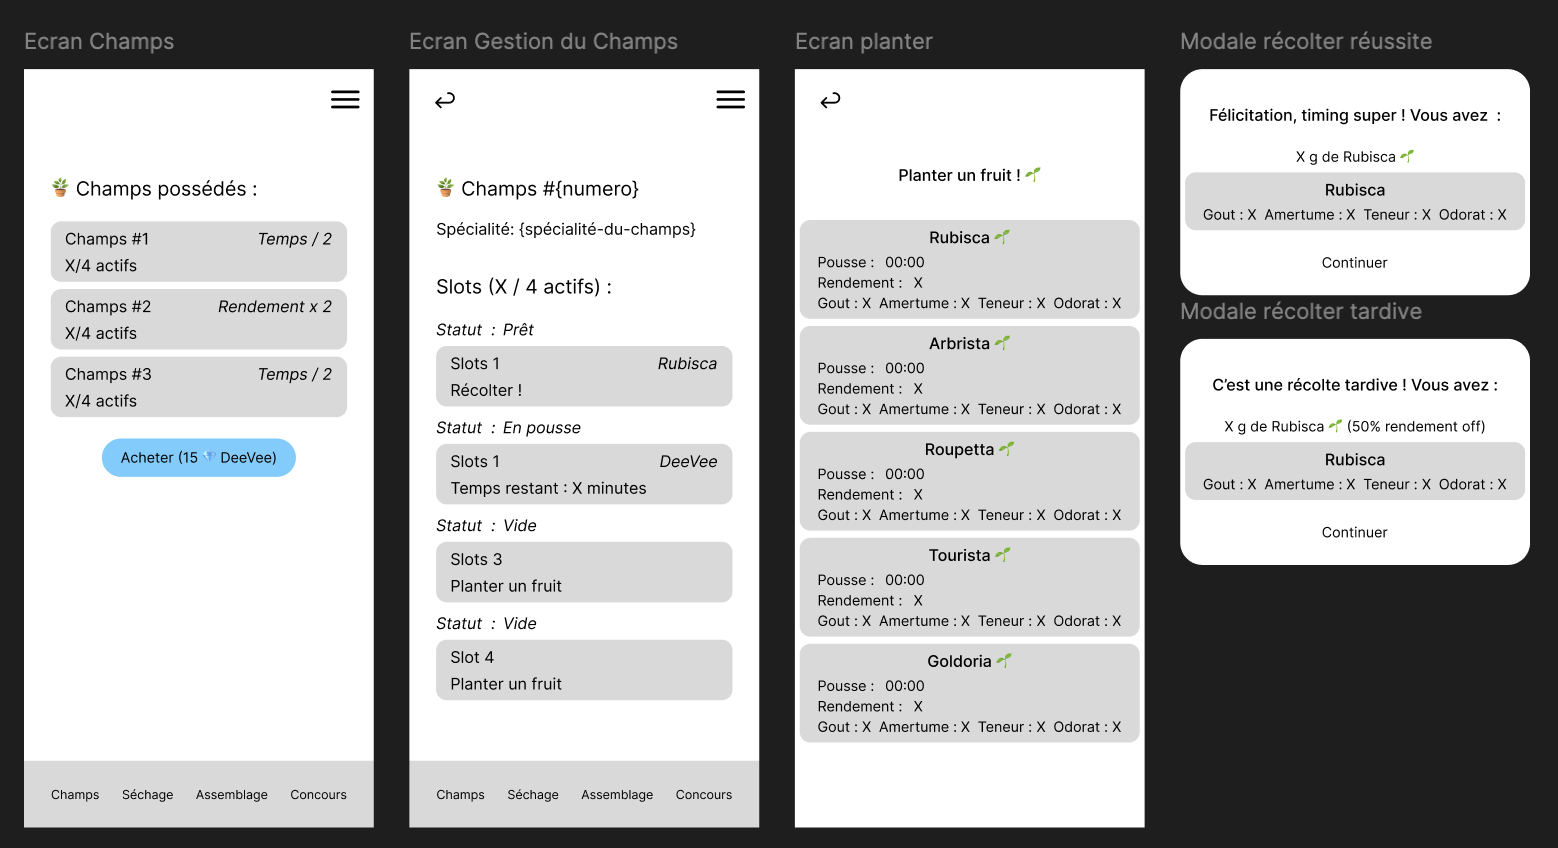 Ecran Champs
🪴 Champs possédés :
Champs #1 Temps / 2
X/4 actifs
Champs #2 Rendement x 2
X/4 actifs
Champs #3 Temps / 2
X/4 actifs
Acheter (15 💎 DeeVee)
Champs Séchage Assemblage Concours
Ecran Gestion du Champs
🪴 Champs #{numero}
Spécialité: {spécialité-du-champs}
Slots (X / 4 actifs) :
Statut : Prêt
Slots 1 Rubisca
Récolter !
Statut : En pousse
Slots 1 DeeVee
Temps restant : X minutes
Statut : Vide
Slots 3
Planter un fruit
Statut : Vide
Slot 4
Planter un fruit
Champs Séchage Assemblage Concours
Ecran planter
Planter un fruit ! 🌱
Rubisca 🌱
Pousse : 00:00
Rendement : X
Gout : X Amertume : X Teneur : X Odorat : X
Arbrista 🌱
Pousse : 00:00
Rendement : X
Gout : X Amertume : X Teneur : X Odorat : X
Roupetta 🌱
Pousse : 00:00
Rendement : X
Gout : X Amertume : X Teneur : X Odorat : X
Tourista 🌱
Pousse : 00:00
Rendement : X
Gout : X Amertume : X Teneur : X Odorat : X
Goldoria 🌱
Pousse : 00:00
Rendement : X
Gout : X Amertume : X Teneur : X Odorat : X
Modale récolter réussite
Félicitation, timing super ! Vous avez :
X g de Rubisca 🌱
Rubisca
Gout : X Amertume : X Teneur : X Odorat : X
Continuer
Modale récolter tardive
C'est une récolte tardive ! Vous avez :
X g de Rubisca 🌱 (50% rendement off)
Rubisca
Gout : X Amertume : X Teneur : X Odorat : X
Continuer